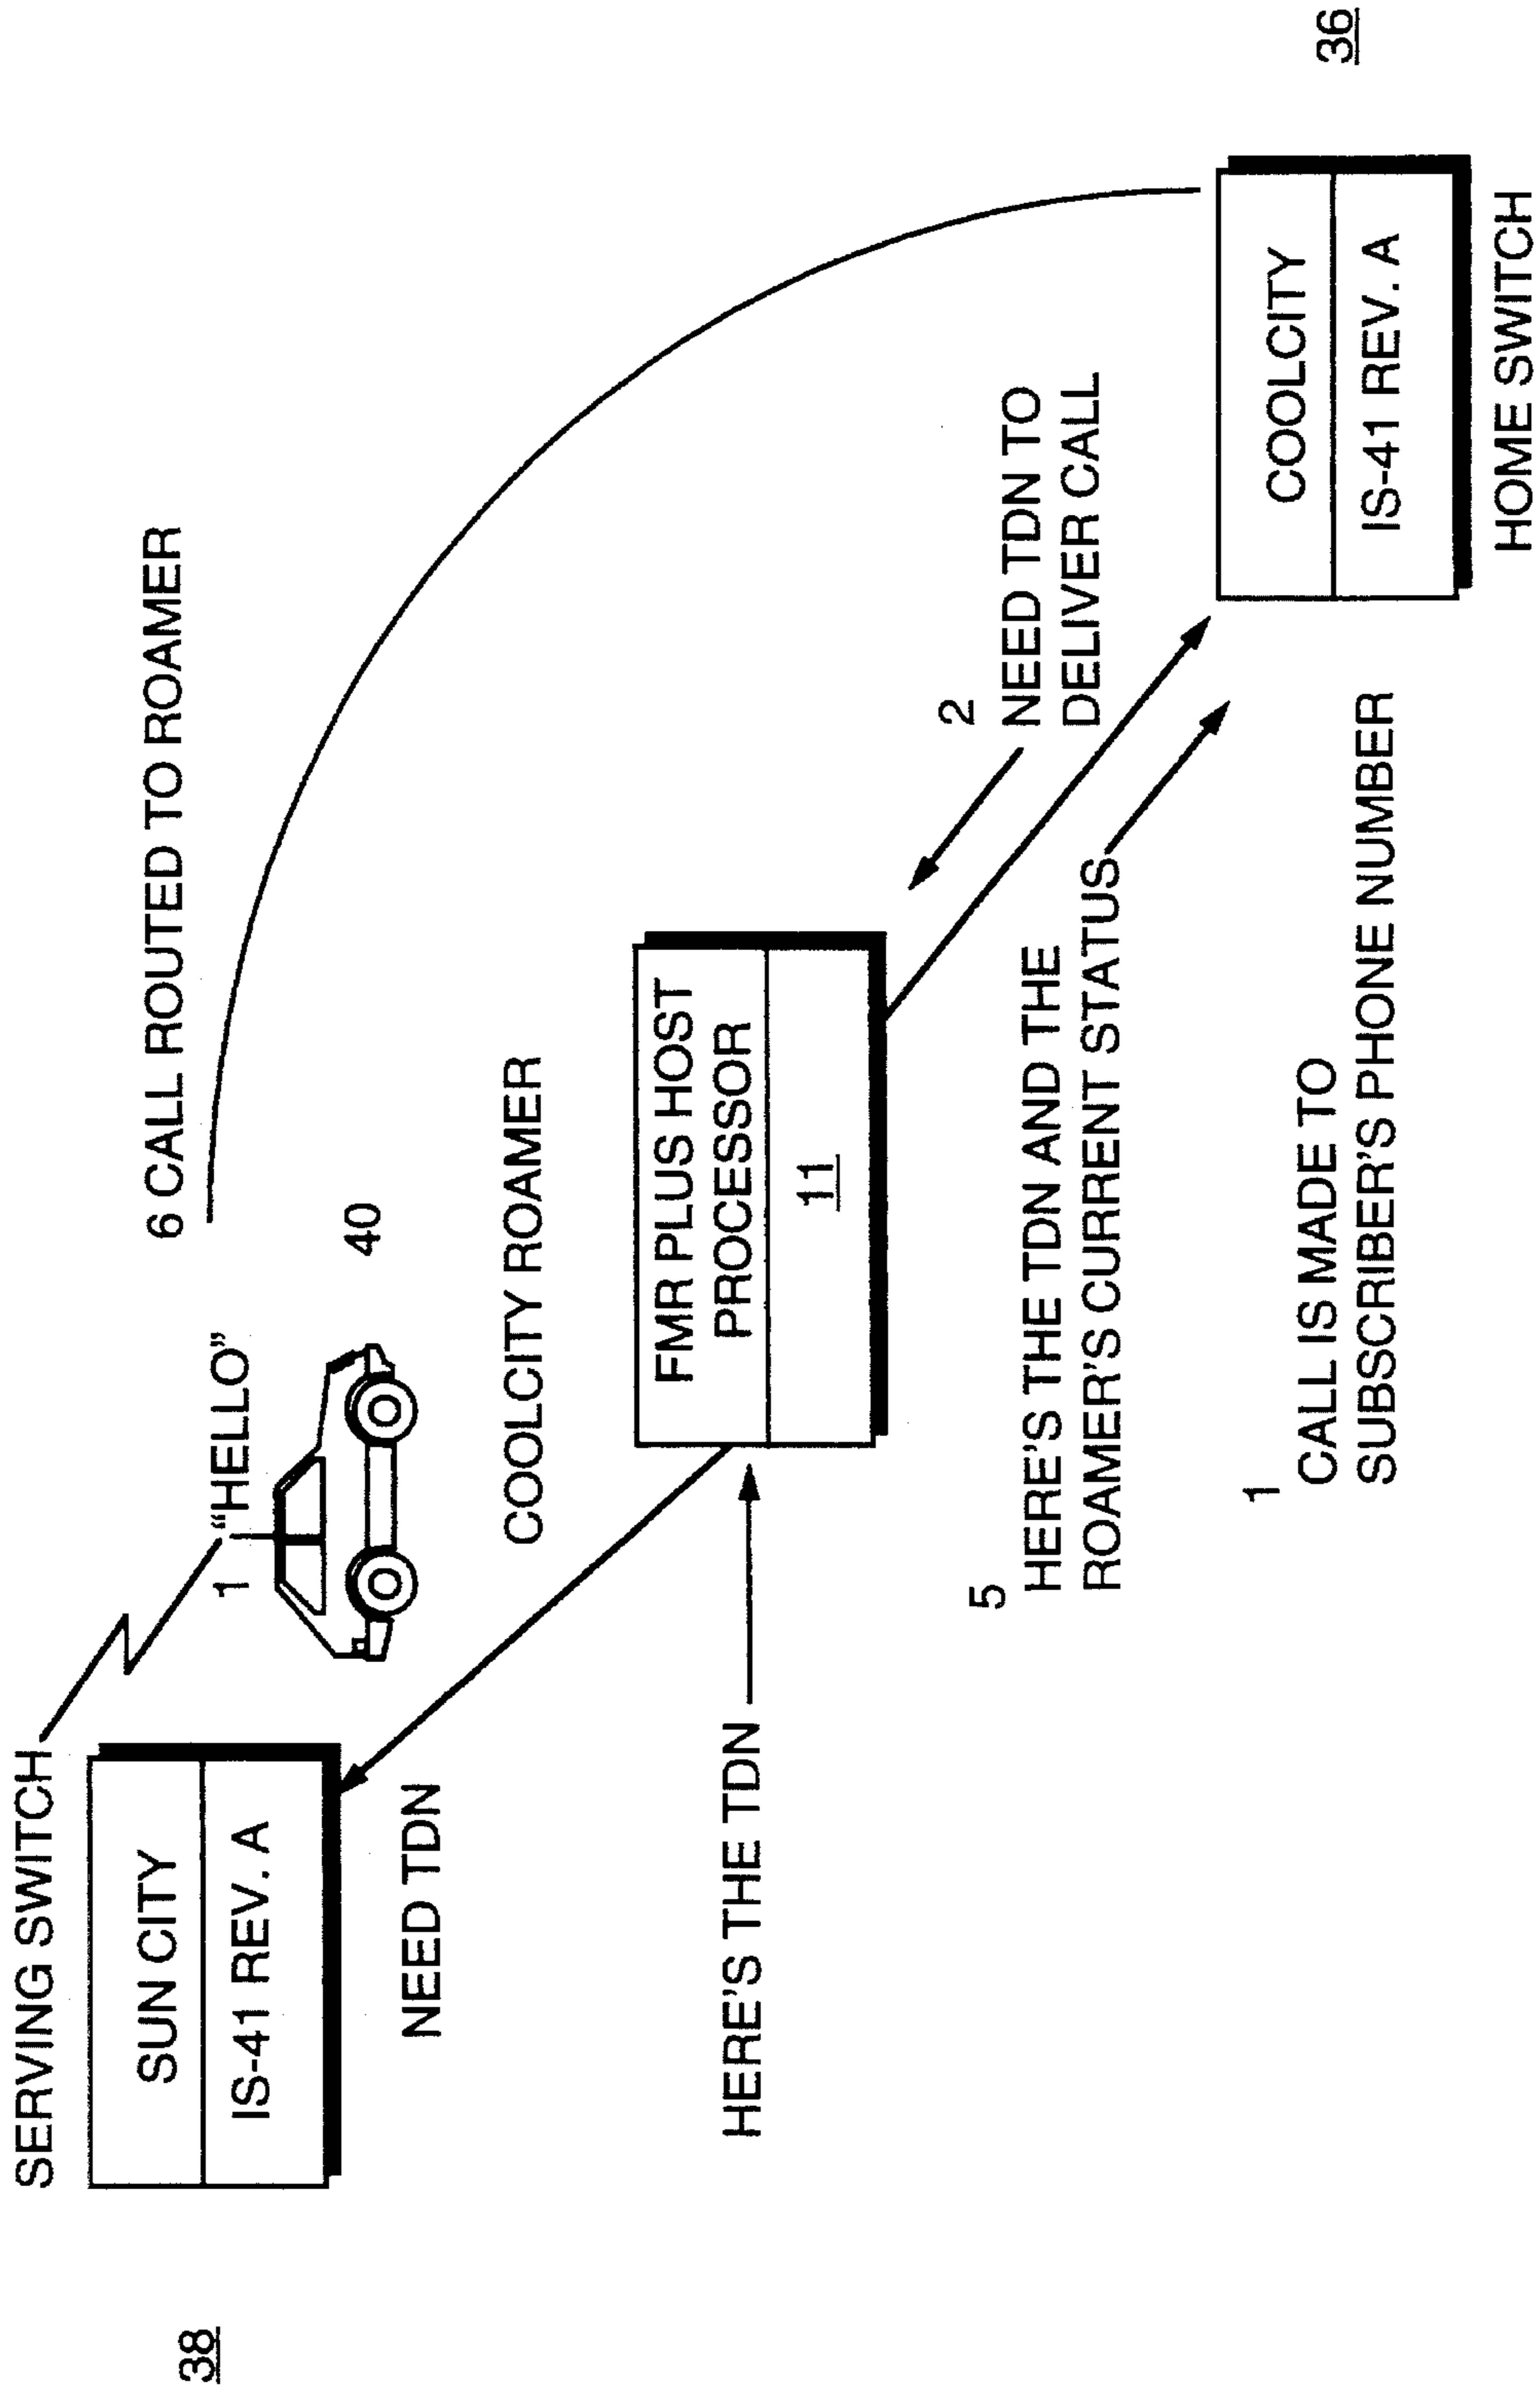 38
SERVING SWITCH
SUN CITY
IS-41 REV. A
1 “HELLO”
40
6 CALL ROUTED TO ROAMER
NEED TDN
COOLCITY ROAMER
FMR PLUS HOST
PROCESSOR
11
HERE'S THE TDN
2
NEED TDN TO
DELIVER CALL
5
HERE'S THE TDN AND THE
ROAMER'S CURRENT STATUS
1
CALL IS MADE TO
SUBSCRIBER'S PHONE NUMBER
COOLCITY
IS-41 REV. A
HOME SWITCH
36